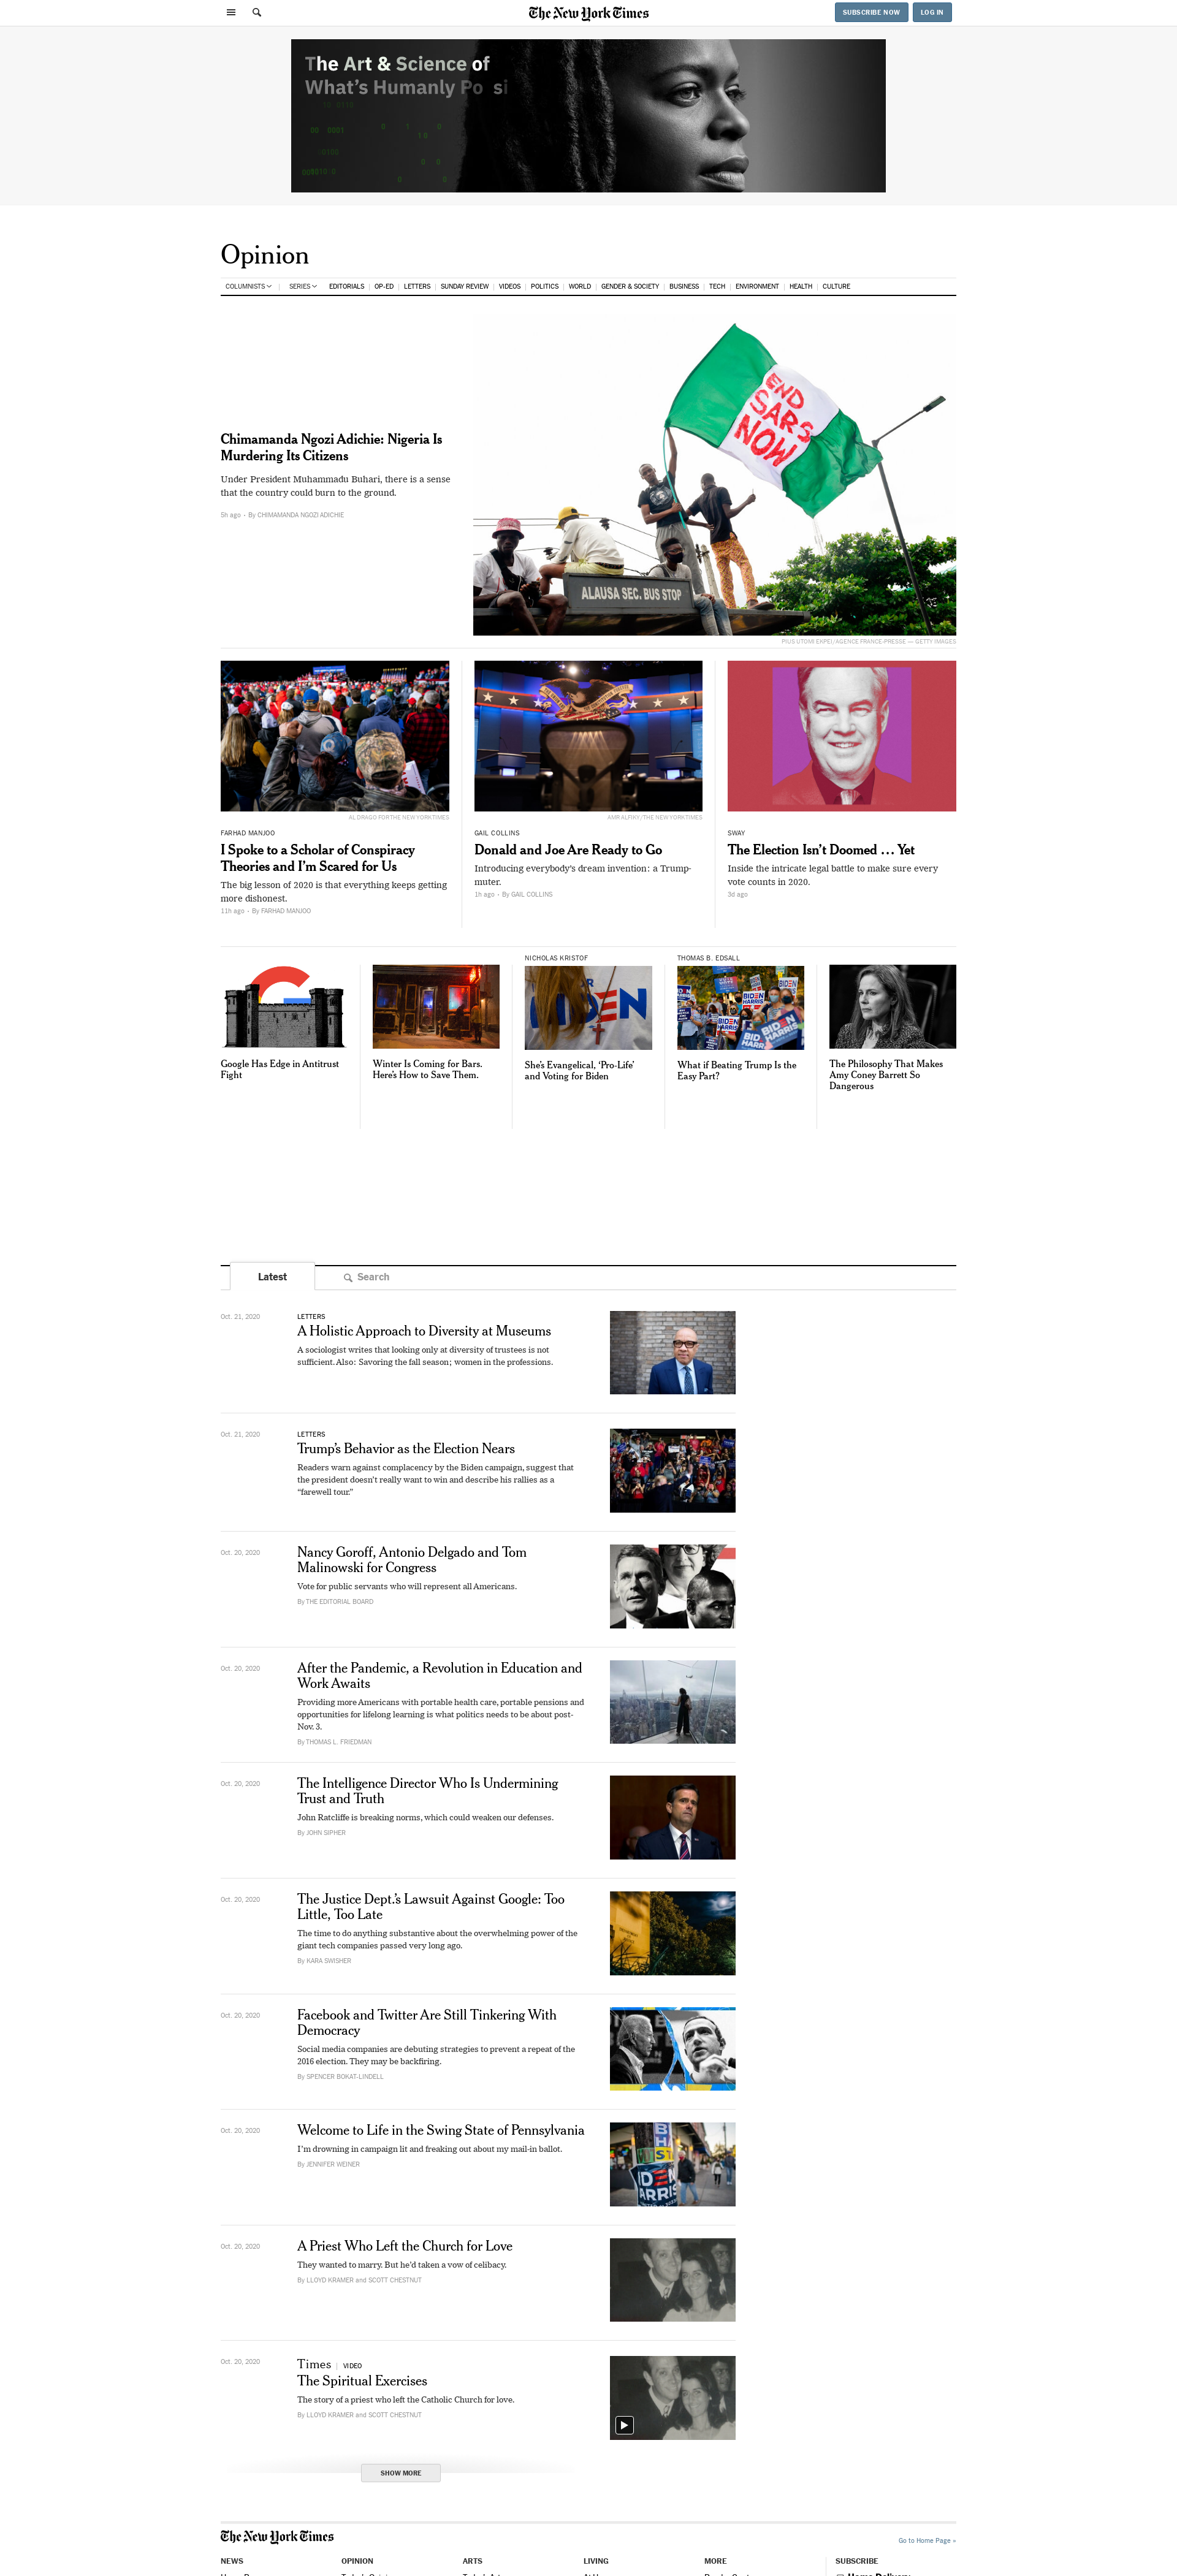 The New York Times
SUBSCRIBE NOW
LOG IN
The Art & Science of
What's Humanly Po si
Opinion
COLUMNISTS
SERIES
EDITORIALS
OP-ED
LETTERS
SUNDAY REVIEW
VIDEOS
POLITICS
WORLD
GENDER & SOCIETY
BUSINESS
TECH
ENVIRONMENT
HEALTH
CULTURE
Chimamanda Ngozi Adichie: Nigeria Is
Murdering Its Citizens
Under President Muhammadu Buhari, there is a sense
that the country could burn to the ground.
5h ago • By CHIMAMANDA NGOZI ADICHIE
END
SARS
NOW
ALAUSA SEC. BUS STOP
PIUS UTOMI EKPEI/AGENCE FRANCE-PRESSE — GETTY IMAGES
AL DRAGO FOR THE NEW YORK TIMES
FARHAD MANJOO
I Spoke to a Scholar of Conspiracy
Theories and I'm Scared for Us
The big lesson of 2020 is that everything keeps getting
more dishonest.
11h ago • By FARHAD MANJOO
AMR ALFIKY/THE NEW YORK TIMES
GAIL COLLINS
Donald and Joe Are Ready to Go
Introducing everybody's dream invention: a Trump-
muter.
1h ago • By GAIL COLLINS
SWAY
The Election Isn't Doomed … Yet
Inside the intricate legal battle to make sure every
vote counts in 2020.
3d ago
Google Has Edge in Antitrust
Fight
Winter Is Coming for Bars.
Here's How to Save Them.
NICHOLAS KRISTOF
She's Evangelical, 'Pro-Life'
and Voting for Biden
THOMAS B. EDSALL
BIDEN
HARRIS
What if Beating Trump Is the
Easy Part?
The Philosophy That Makes
Amy Coney Barrett So
Dangerous
Latest
Search
Oct. 21, 2020
LETTERS
A Holistic Approach to Diversity at Museums
A sociologist writes that looking only at diversity of trustees is not
sufficient. Also: Savoring the fall season; women in the professions.
Oct. 21, 2020
LETTERS
Trump's Behavior as the Election Nears
Readers warn against complacency by the Biden campaign, suggest that
the president doesn't really want to win and describe his rallies as a
“farewell tour.”
Oct. 20, 2020
Nancy Goroff, Antonio Delgado and Tom
Malinowski for Congress
Vote for public servants who will represent all Americans.
By THE EDITORIAL BOARD
Oct. 20, 2020
After the Pandemic, a Revolution in Education and
Work Awaits
Providing more Americans with portable health care, portable pensions and
opportunities for lifelong learning is what politics needs to be about post-
Nov. 3.
By THOMAS L. FRIEDMAN
Oct. 20, 2020
The Intelligence Director Who Is Undermining
Trust and Truth
John Ratcliffe is breaking norms, which could weaken our defenses.
By JOHN SIPHER
Oct. 20, 2020
The Justice Dept.'s Lawsuit Against Google: Too
Little, Too Late
The time to do anything substantive about the overwhelming power of the
giant tech companies passed very long ago.
By KARA SWISHER
Oct. 20, 2020
Facebook and Twitter Are Still Tinkering With
Democracy
Social media companies are debuting strategies to prevent a repeat of the
2016 election. They may be backfiring.
By SPENCER BOKAT-LINDELL
Oct. 20, 2020
Welcome to Life in the Swing State of Pennsylvania
I'm drowning in campaign lit and freaking out about my mail-in ballot.
By JENNIFER WEINER
Oct. 20, 2020
A Priest Who Left the Church for Love
They wanted to marry. But he'd taken a vow of celibacy.
By LLOYD KRAMER and SCOTT CHESTNUT
Oct. 20, 2020
Times | VIDEO
The Spiritual Exercises
The story of a priest who left the Catholic Church for love.
By LLOYD KRAMER and SCOTT CHESTNUT
SHOW MORE
The New York Times
Go to Home Page »
NEWS
OPINION
ARTS
LIVING
MORE
SUBSCRIBE